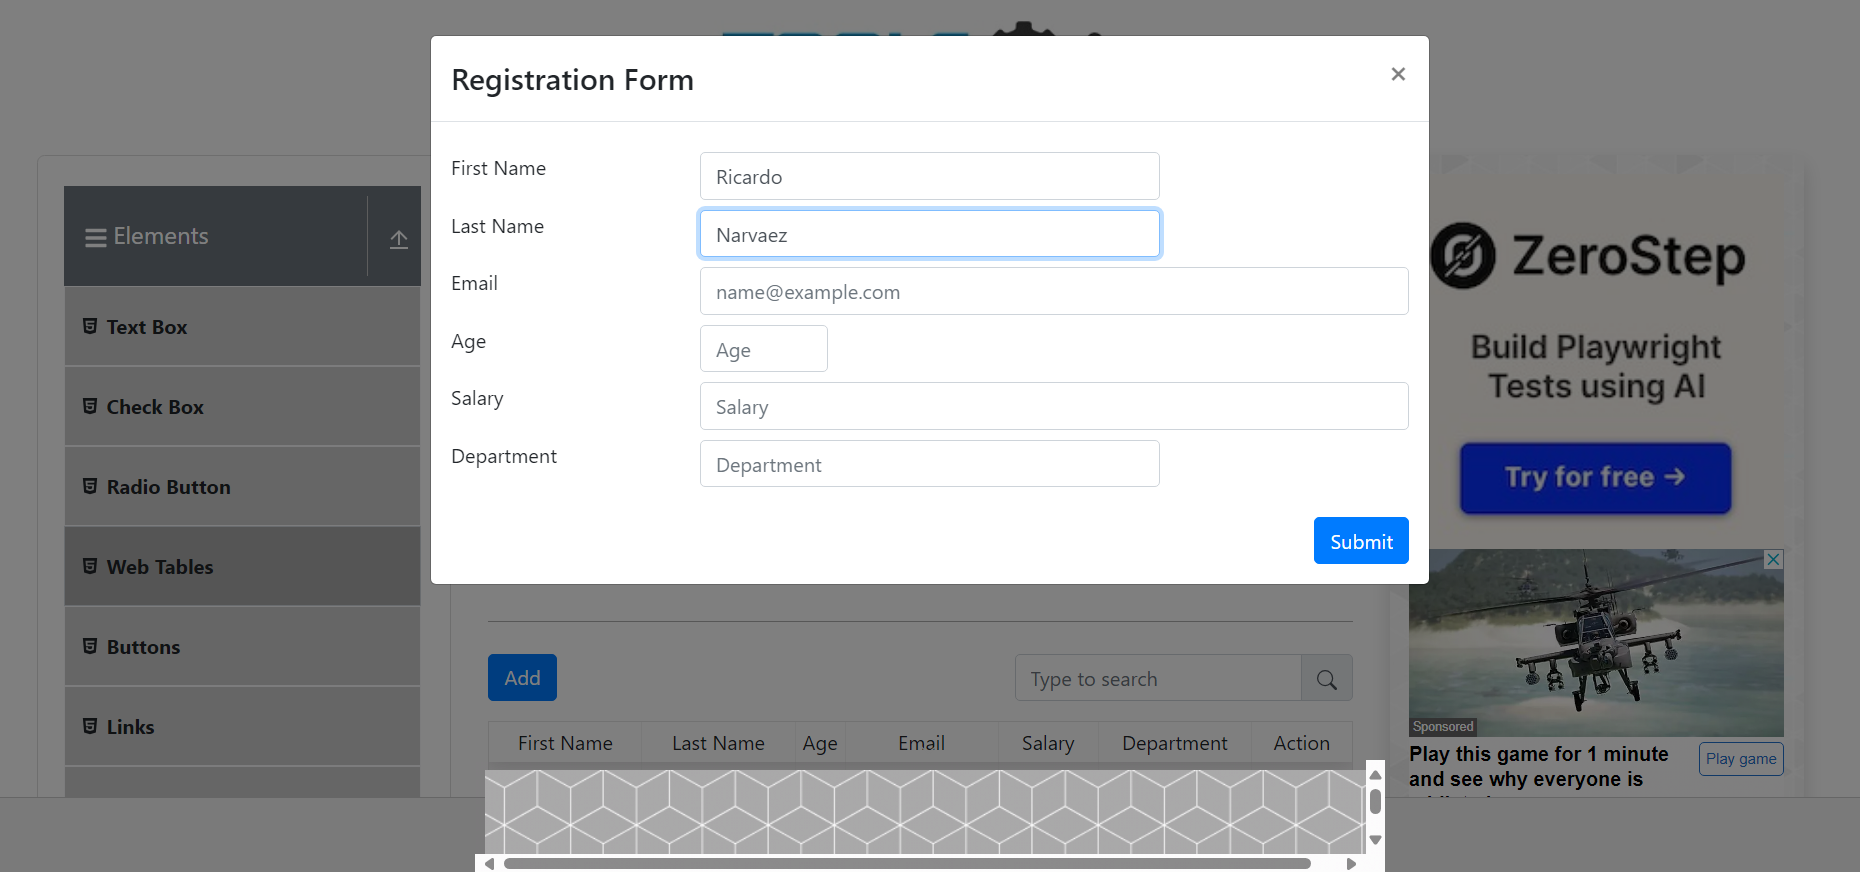 Registration Form
×
First Name
Ricardo
Last Name
Narvaez
Email
name@example.com
Age
Age
Salary
Salary
Department
Department
Submit
Elements
Text Box
Check Box
Radio Button
Web Tables
Buttons
Links
Add
Type to search
First Name Last Name Age Email Salary Department Action
ZeroStep
Build Playwright
Tests using AI
Try for free →
Sponsored
Play this game for 1 minute
and see why everyone is
Play game